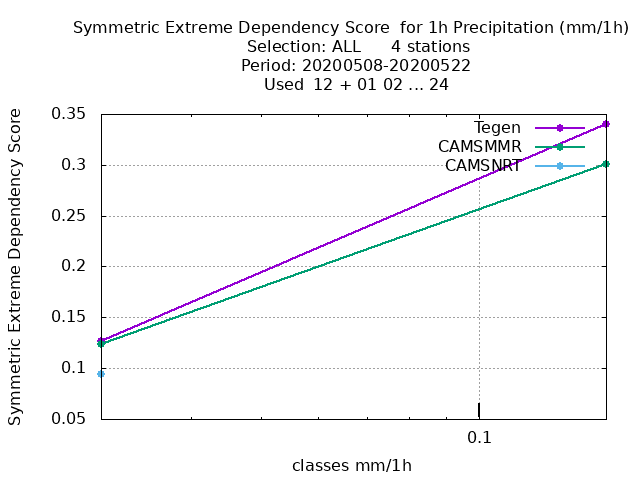 Symmetric Extreme Dependency Score  for 1h Precipitation (mm/1h)
Selection: ALL      4 stations
Period: 20200508-20200522
Used  12 + 01 02 ... 24
Symmetric Extreme Dependency Score
0.35
0.3
0.25
0.2
0.15
0.1
0.05
Tegen
CAMSMMR
CAMSNRT
0.1
classes mm/1h